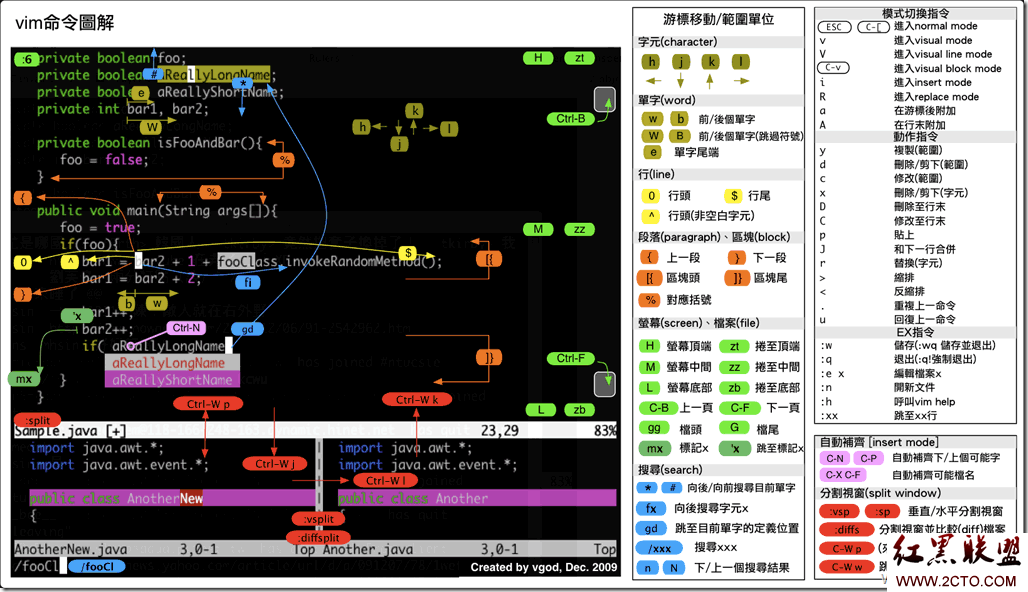 vim命令圖解
:6
private boolean foo;
private boolean aReallyLongName;
private boole aReallyShortName;
private int bar1, bar2;
private boolean isFooAndBar(){
foo = false;
}
public void main(String args[]){
foo = true;
if(foo){
bar1 = bar2 + 1 + fooClass.invokeRandomMethod();
bar1 = bar2 + 2;
bar1++;
bar2++;
if( aReallyLongName
aReallyLongName
aReallyShortName
}
}
#
*
e
W
h
j
k
l
%
%
{
0
^
$
[{
}
fi
b
w
'x
Ctrl-N
gd
mx
]}
H
zt
Ctrl-B
M
zz
Ctrl-F
L
zb
Ctrl-W p
Ctrl-W k
:split
Sample.java [+] 23,29 83%
import java.awt.*;
import java.awt.event.*;
public class AnotherNew
{
import java.awt.*;
import java.awt.event.*;
public class Another
{
Ctrl-W j
Ctrl-W l
:vsplit
:diffsplit
AnotherNew.java 3,0-1 Top Another.java 3,0-1 Top
/fooCl
/fooCl
Created by vgod, Dec. 2009
游標移動/範圍單位
字元(character)
h j k l
單字(word)
w b 前/後個單字
W B 前/後個單字(跳過符號)
e 單字尾端
行(line)
0 行頭 $ 行尾
^ 行頭(非空白字元)
段落(paragraph)、區塊(block)
{ 上一段 } 下一段
[{ 區塊頭 ]} 區塊尾
% 對應括號
螢幕(screen)、檔案(file)
H 螢幕頂端 zt 捲至頂端
M 螢幕中間 zz 捲至中間
L 螢幕底部 zb 捲至底部
C-B 上一頁 C-F 下一頁
gg 檔頭 G 檔尾
mx 標記x 'x 跳至標記x
搜尋(search)
* # 向後/向前搜尋目前單字
fx 向後搜尋字元x
gd 跳至目前單字的定義位置
/xxx 搜尋xxx
n N 下/上一個搜尋結果
模式切換指令
ESC C-[ 進入normal mode
v 進入visual mode
V 進入visual line mode
C-v 進入visual block mode
i 進入insert mode
R 進入replace mode
a 在游標後附加
A 在行末附加
動作指令
y 複製(範圍)
d 刪除/剪下(範圍)
c 修改(範圍)
x 刪除/剪下(字元)
D 刪除至行末
C 修改至行末
p 貼上
J 和下一行合併
r 替換(字元)
> 縮排
< 反縮排
. 重複上一命令
u 回復上一命令
EX指令
:w 儲存(:wq 儲存並退出)
:q 退出(:q!強制退出)
:e x 編輯檔案x
:n 開新文件
:h 呼叫vim help
:xx 跳至xx行
自動補齊 [insert mode]
C-N C-P 自動補齊下/上個可能字
C-X C-F 自動補齊可能檔名
分割視窗(split window)
:vsp :sp 垂直/水平分割視窗
:diffs 分割視窗並比較(diff)檔案
C-W p
C-W w 跳
红黑联盟
WWW.2CTO.COM